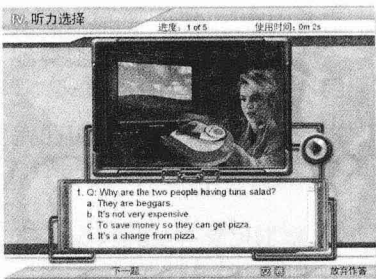 听力选择
进度：1 of 5 使用时间：0m 2s
1. Q: Why are the two people having tuna salad?
a. They are beggars.
b. It's not very expensive
c. To save money so they can get pizza.
d. It's a change from pizza.
下一题 放弃作答